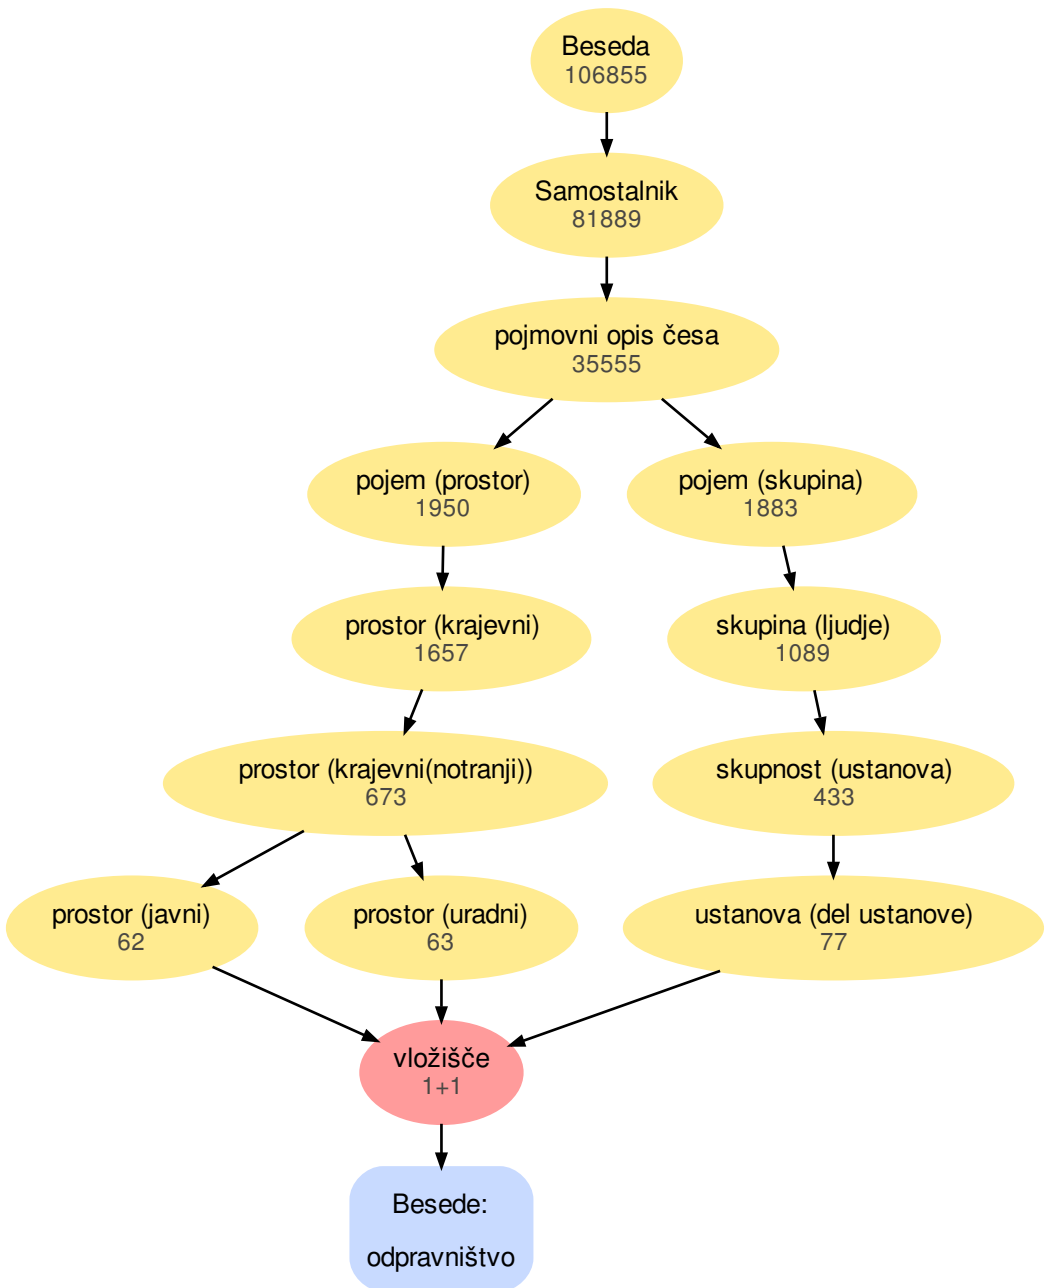 Beseda
106855
Samostalnik
81889
pojmovni opis česa
35555
pojem (prostor)
1950
pojem (skupina)
1883
prostor (krajevni)
1657
skupina (ljudje)
1089
prostor (krajevni(notranji))
673
skupnost (ustanova)
433
prostor (javni)
62
prostor (uradni)
63
ustanova (del ustanove)
77
vložišče
1+1
Besede:
odpravništvo